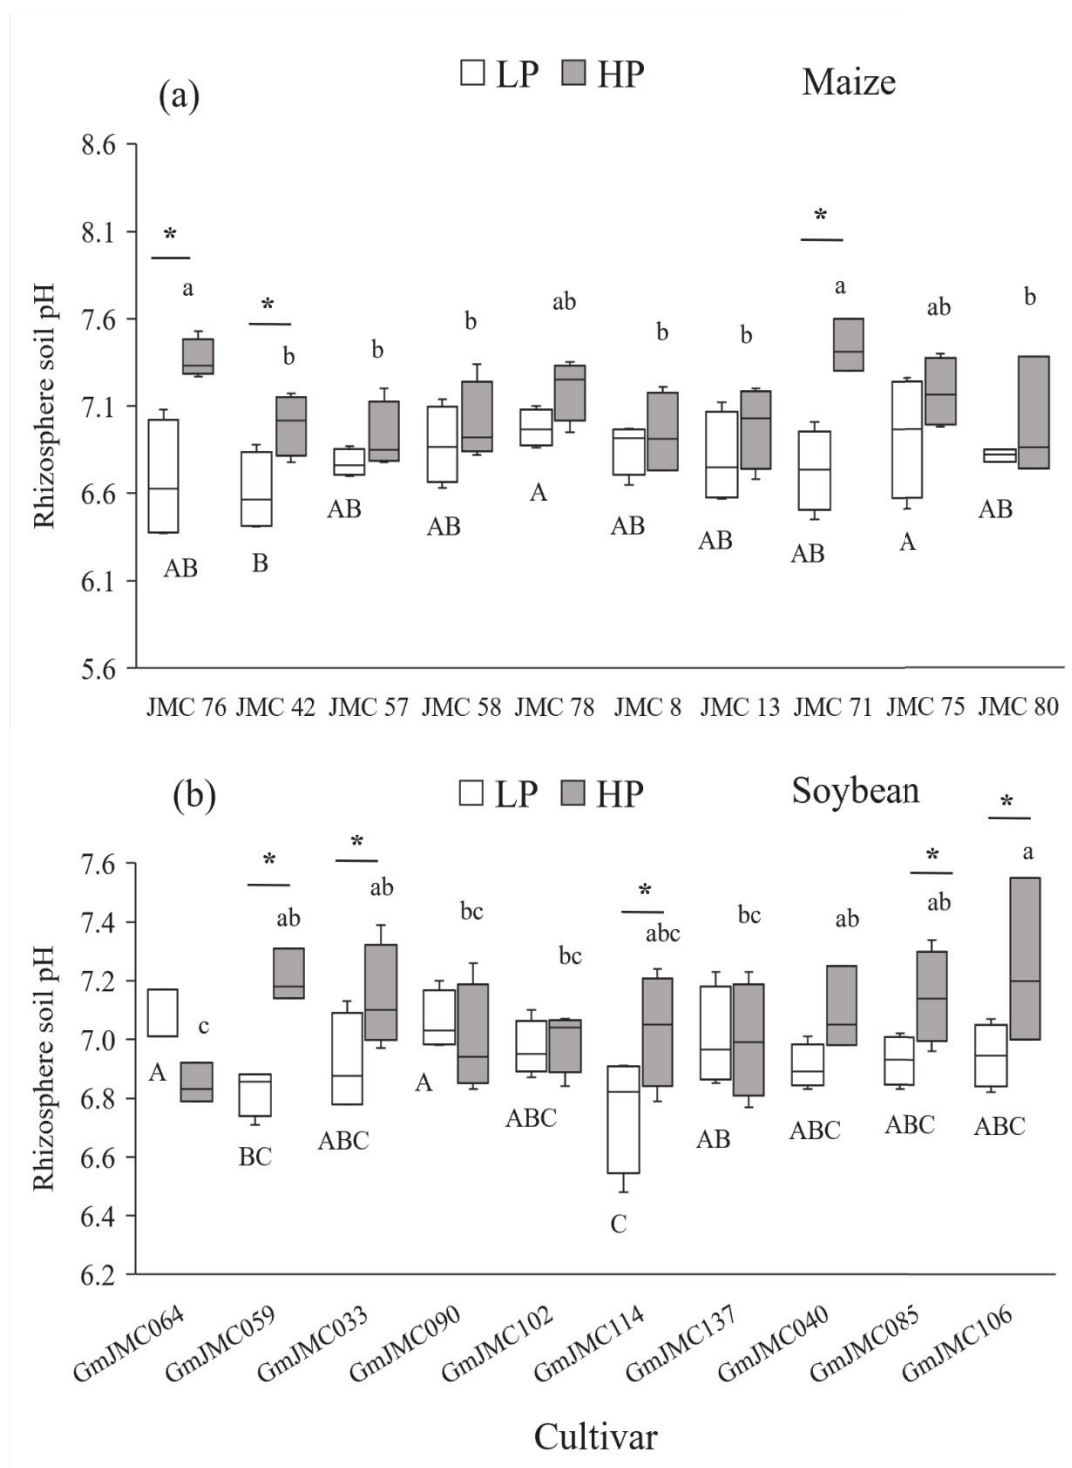 (a)
LP HP
Maize
Rhizosphere soil pH
8.6
8.1
7.6
7.1
6.6
6.1
5.6
* * *
a b b b ab b b a ab b
AB B AB AB A AB AB AB A AB
JMC 76 JMC 42 JMC 57 JMC 58 JMC 78 JMC 8 JMC 13 JMC 71 JMC 75 JMC 80
(b)
LP HP
Soybean
Rhizosphere soil pH
7.6
7.4
7.2
7.0
6.8
6.6
6.4
6.2
* * * * *
c ab ab bc bc abc bc ab ab a
A BC ABC A ABC C AB ABC ABC ABC
GmJMC064 GmJMC059 GmJMC033 GmJMC090 GmJMC102 GmJMC114 GmJMC137 GmJMC040 GmJMC085 GmJMC106
Cultivar